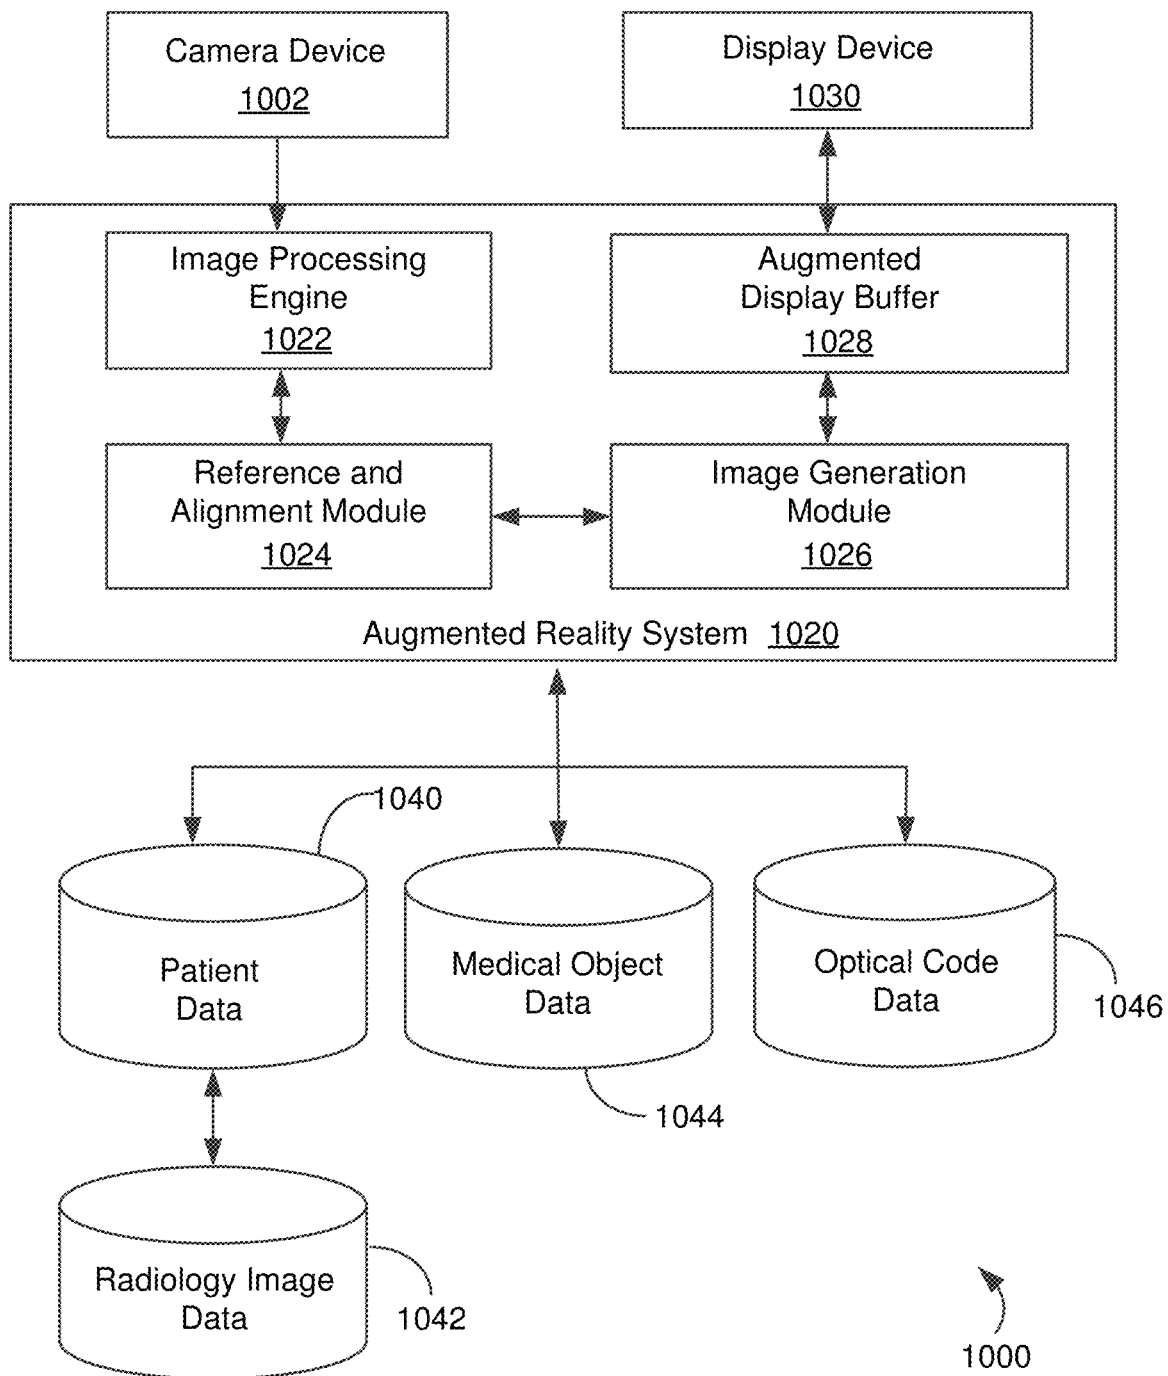 Camera Device
1002
Display Device
1030
Image Processing
Engine
1022
Augmented
Display Buffer
1028
Reference and
Alignment Module
1024
Image Generation
Module
1026
Augmented Reality System 1020
1040
Patient
Data
Medical Object
Data
Optical Code
Data
1046
1044
Radiology Image
Data
1042
1000